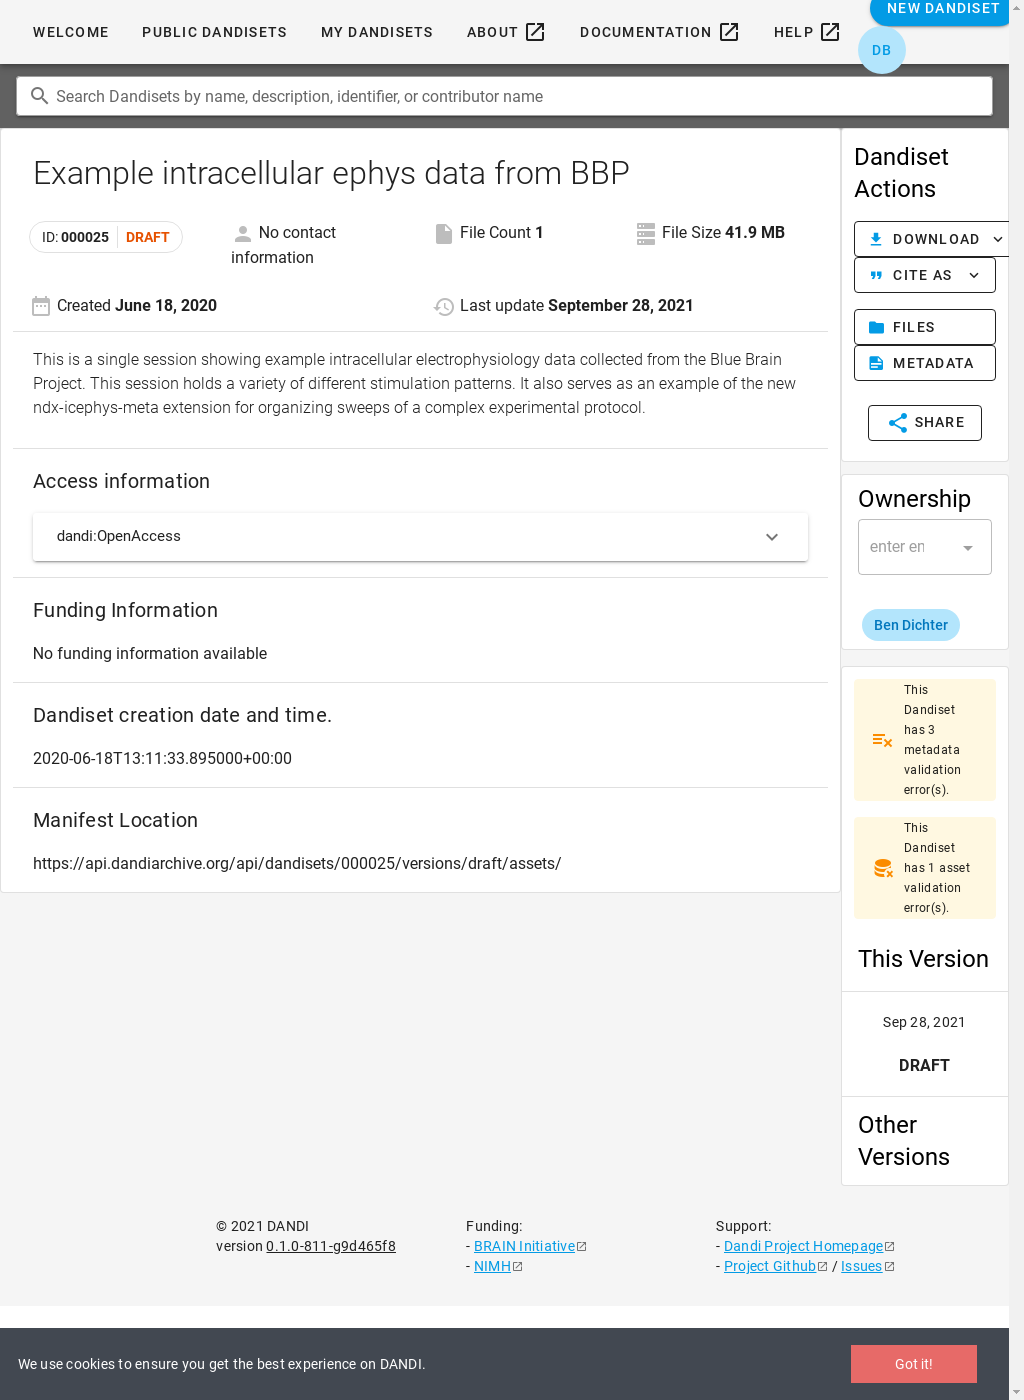 WELCOME
PUBLIC DANDISETS
MY DANDISETS
ABOUT
DOCUMENTATION
HELP
NEW DANDISET
DB
Search Dandisets by name, description, identifier, or contributor name
Example intracellular ephys data from BBP
ID: 000025 DRAFT
No contact
information
File Count 1
File Size 41.9 MB
Created June 18, 2020
Last update September 28, 2021
This is a single session showing example intracellular electrophysiology data collected from the Blue Brain
Project. This session holds a variety of different stimulation patterns. It also serves as an example of the new
ndx-icephys-meta extension for organizing sweeps of a complex experimental protocol.
Access information
dandi:OpenAccess
Funding Information
No funding information available
Dandiset creation date and time.
2020-06-18T13:11:33.895000+00:00
Manifest Location
https://api.dandiarchive.org/api/dandisets/000025/versions/draft/assets/
Dandiset
Actions
DOWNLOAD
CITE AS
FILES
METADATA
SHARE
Ownership
enter en
Ben Dichter
This
Dandiset
has 3
metadata
validation
error(s).
This
Dandiset
has 1 asset
validation
error(s).
This Version
Sep 28, 2021
DRAFT
Other
Versions
© 2021 DANDI
version 0.1.0-811-g9d465f8
Funding:
- BRAIN Initiative
- NIMH
Support:
- Dandi Project Homepage
- Project Github / Issues
We use cookies to ensure you get the best experience on DANDI.
Got it!